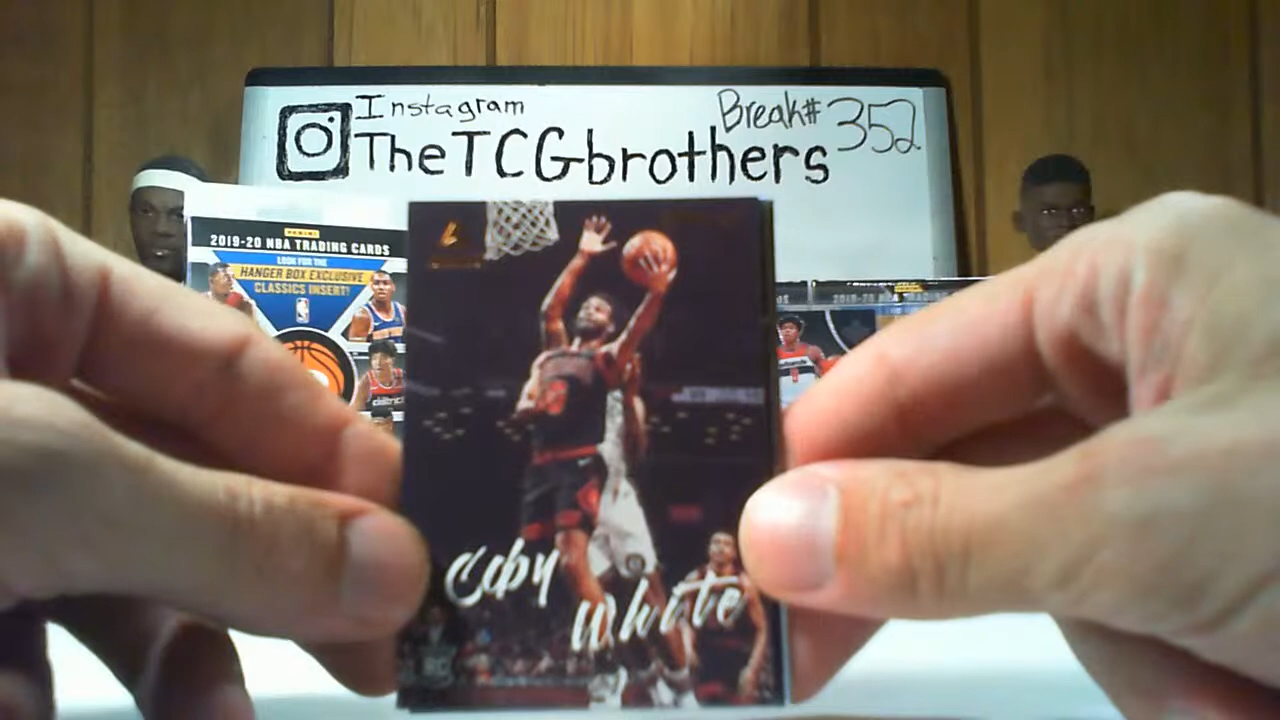 Instagram
TheTCGbrothers
Break# 352
PANINI
2019-20 NBA TRADING CARDS
LOOK FOR THE
HANGER BOX EXCLUSIVE
CLASSICS INSERT!
Coby
White
RC